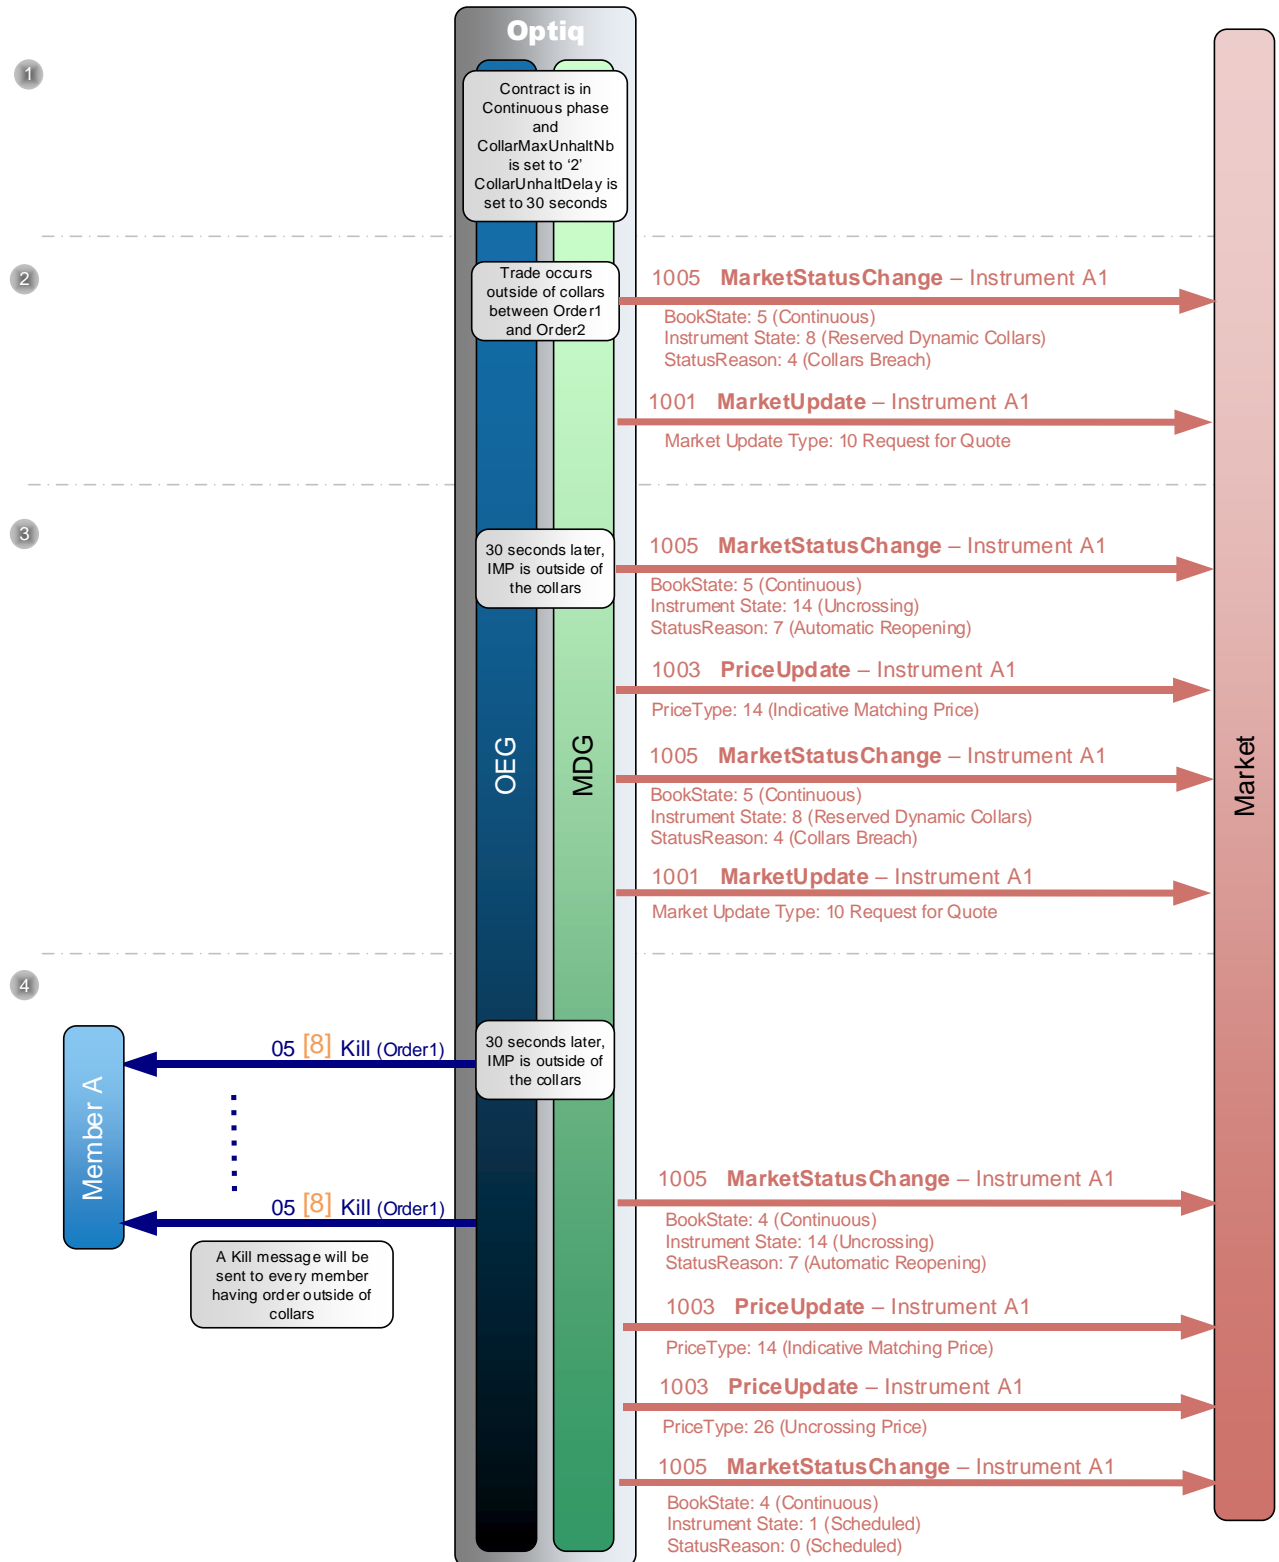 Optiq
1
Contract is in
Continuous phase
and
CollarMaxUnhaltNb
is set to ‘2’
CollarUnhaltDelay is
set to 30 seconds
2
Trade occurs
outside of collars
between Order1
and Order2
1005 MarketStatusChange – Instrument A1
BookState: 5 (Continuous)
Instrument State: 8 (Reserved Dynamic Collars)
StatusReason: 4 (Collars Breach)
1001 MarketUpdate – Instrument A1
Market Update Type: 10 Request for Quote
3
30 seconds later,
IMP is outside of
the collars
1005 MarketStatusChange – Instrument A1
BookState: 5 (Continuous)
Instrument State: 14 (Uncrossing)
StatusReason: 7 (Automatic Reopening)
1003 PriceUpdate – Instrument A1
PriceType: 14 (Indicative Matching Price)
OEG
MDG
Market
1005 MarketStatusChange – Instrument A1
BookState: 5 (Continuous)
Instrument State: 8 (Reserved Dynamic Collars)
StatusReason: 4 (Collars Breach)
1001 MarketUpdate – Instrument A1
Market Update Type: 10 Request for Quote
4
Member A
05 [8] Kill (Order1)
30 seconds later,
IMP is outside of
the collars
05 [8] Kill (Order1)
A Kill message will be
sent to every member
having order outside of
collars
1005 MarketStatusChange – Instrument A1
BookState: 4 (Continuous)
Instrument State: 14 (Uncrossing)
StatusReason: 7 (Automatic Reopening)
1003 PriceUpdate – Instrument A1
PriceType: 14 (Indicative Matching Price)
1003 PriceUpdate – Instrument A1
PriceType: 26 (Uncrossing Price)
1005 MarketStatusChange – Instrument A1
BookState: 4 (Continuous)
Instrument State: 1 (Scheduled)
StatusReason: 0 (Scheduled)